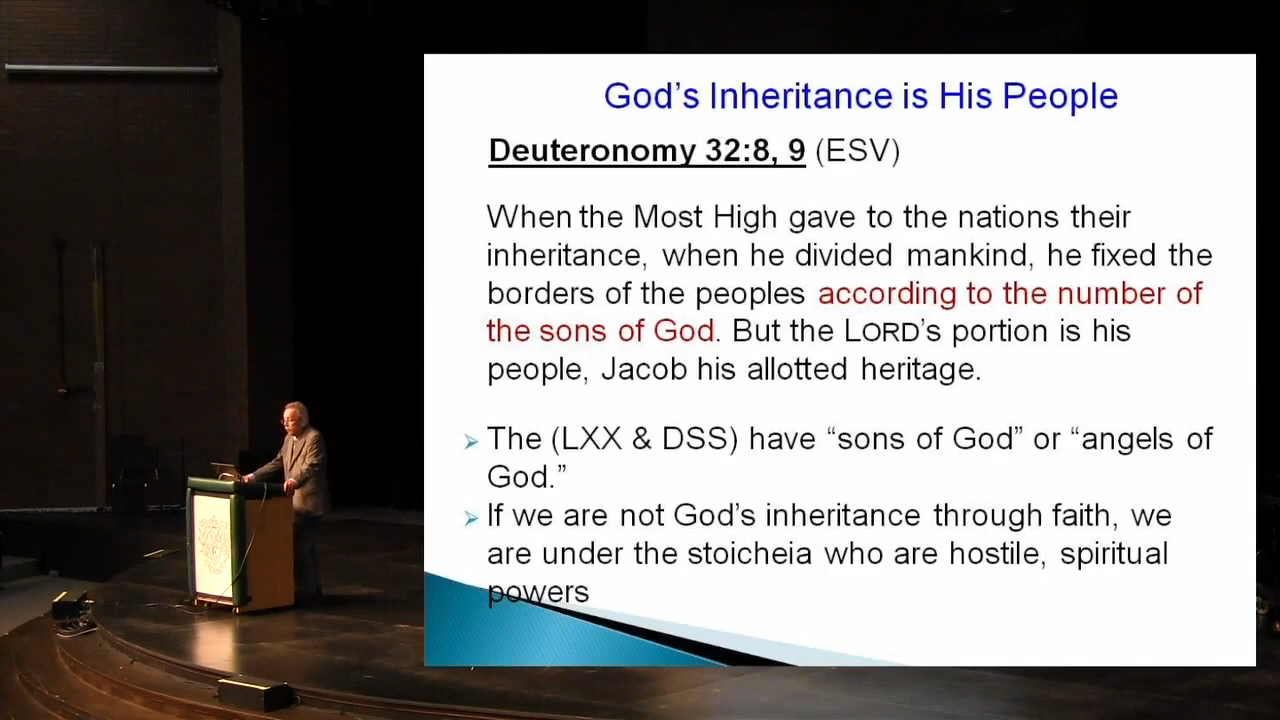 God's Inheritance is His People
Deuteronomy 32:8, 9 (ESV)
When the Most High gave to the nations their
inheritance, when he divided mankind, he fixed the
borders of the peoples according to the number of
the sons of God. But the LORD's portion is his
people, Jacob his allotted heritage.
➢ The (LXX & DSS) have “sons of God” or “angels of
God.”
➢ If we are not God's inheritance through faith, we
are under the stoicheia who are hostile, spiritual
powers